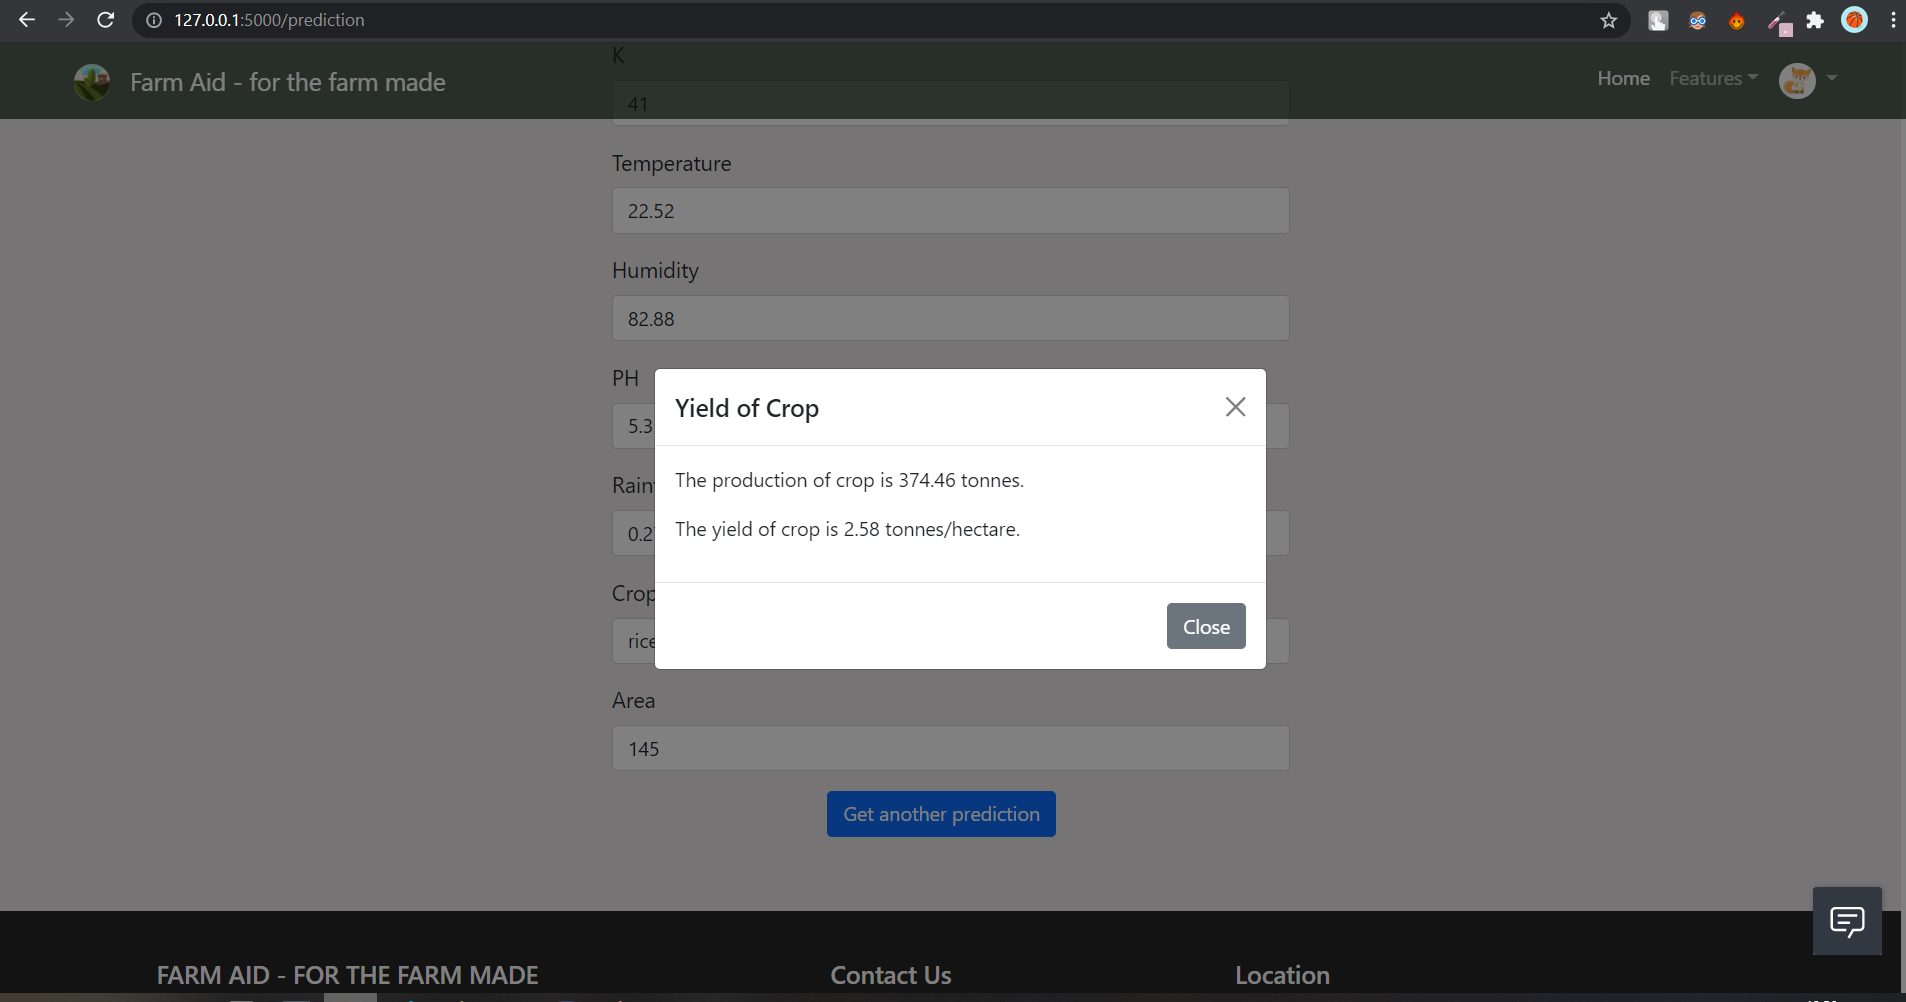 127.0.0.1:5000/prediction
Farm Aid - for the farm made
Home
Features
K
41
Temperature
22.52
Humidity
82.88
PH
5.3
Yield of Crop
Rain
The production of crop is 374.46 tonnes.
0.2
The yield of crop is 2.58 tonnes/hectare.
Crop
rice
Close
Area
145
Get another prediction
FARM AID - FOR THE FARM MADE
Contact Us
Location